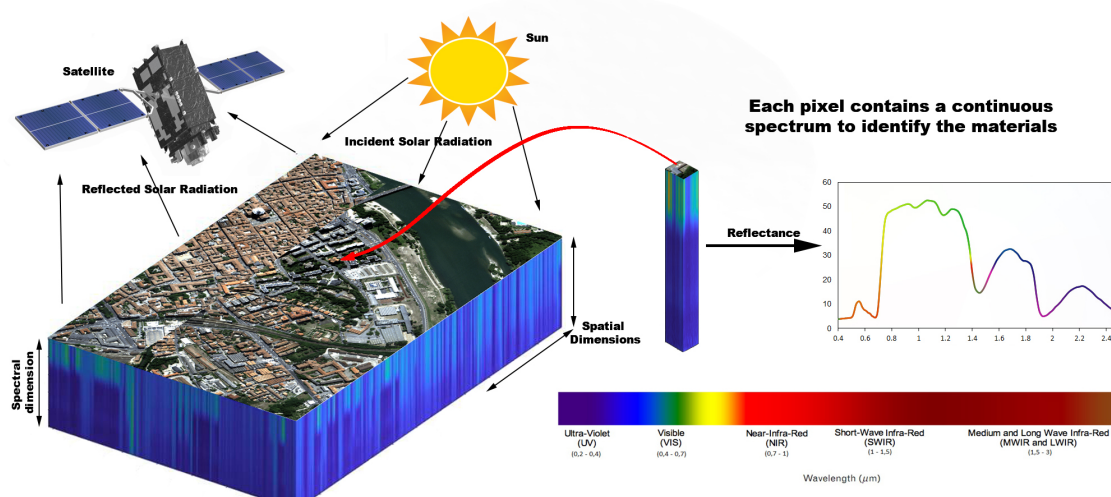 Sun
Satellite
Incident Solar Radiation
Reflected Solar Radiation
Each pixel contains a continuous
spectrum to identify the materials
Reflectance
60
50
40
30
20
10
0
0.4 0.6 0.8 1 1.2 1.4 1.6 1.8 2 2.2 2.4
Spatial
Dimensions
Spectral
dimension
Ultra-Violet
(UV)
(0,2 - 0,4)
Visible
(VIS)
(0,4 - 0,7)
Near-Infra-Red
(NIR)
(0,7 - 1)
Short-Wave Infra-Red
(SWIR)
(1 - 1,5)
Medium and Long Wave Infra-Red
(MWIR and LWIR)
(1,5 - 3)
Wavelength (μm)